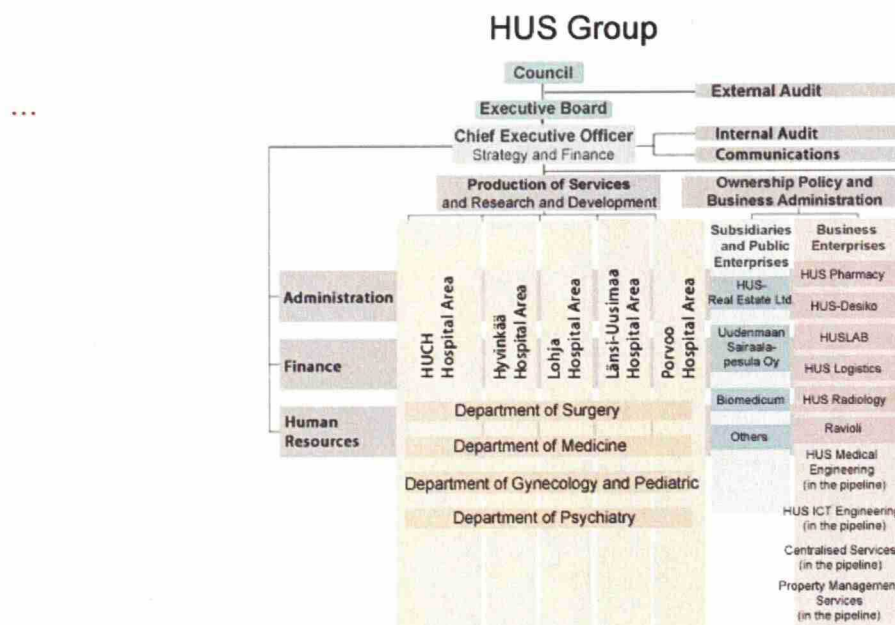 HUS Group
Council
External Audit
...
Executive Board
Chief Executive Officer
Strategy and Finance
Internal Audit
Communications
Production of Services
and Research and Development
Ownership Policy and
Business Administration
Subsidiaries
and Public
Enterprises
Business
Enterprises
Administration
Finance
Human
Resources
HUCH
Hospital Area
Hyvinkää
Hospital Area
Lohja
Hospital Area
Länsi-Uusimaa
Hospital Area
Porvoo
Hospital Area
Department of Surgery
Department of Medicine
Department of Gynecology and Pediatric
Department of Psychiatry
HUS-
Real Estate Ltd.
Uudenmaan
Sairaala-
pesula Oy
Biomedicum
Others
HUS Pharmacy
HUS-Desiko
HUSLAB
HUS Logistics
HUS Radiology
Ravioli
HUS Medical
Engineering
(in the pipeline)
HUS ICT Engineering
(in the pipeline)
Centralised Services
(in the pipeline)
Property Management
Services
(in the pipeline)